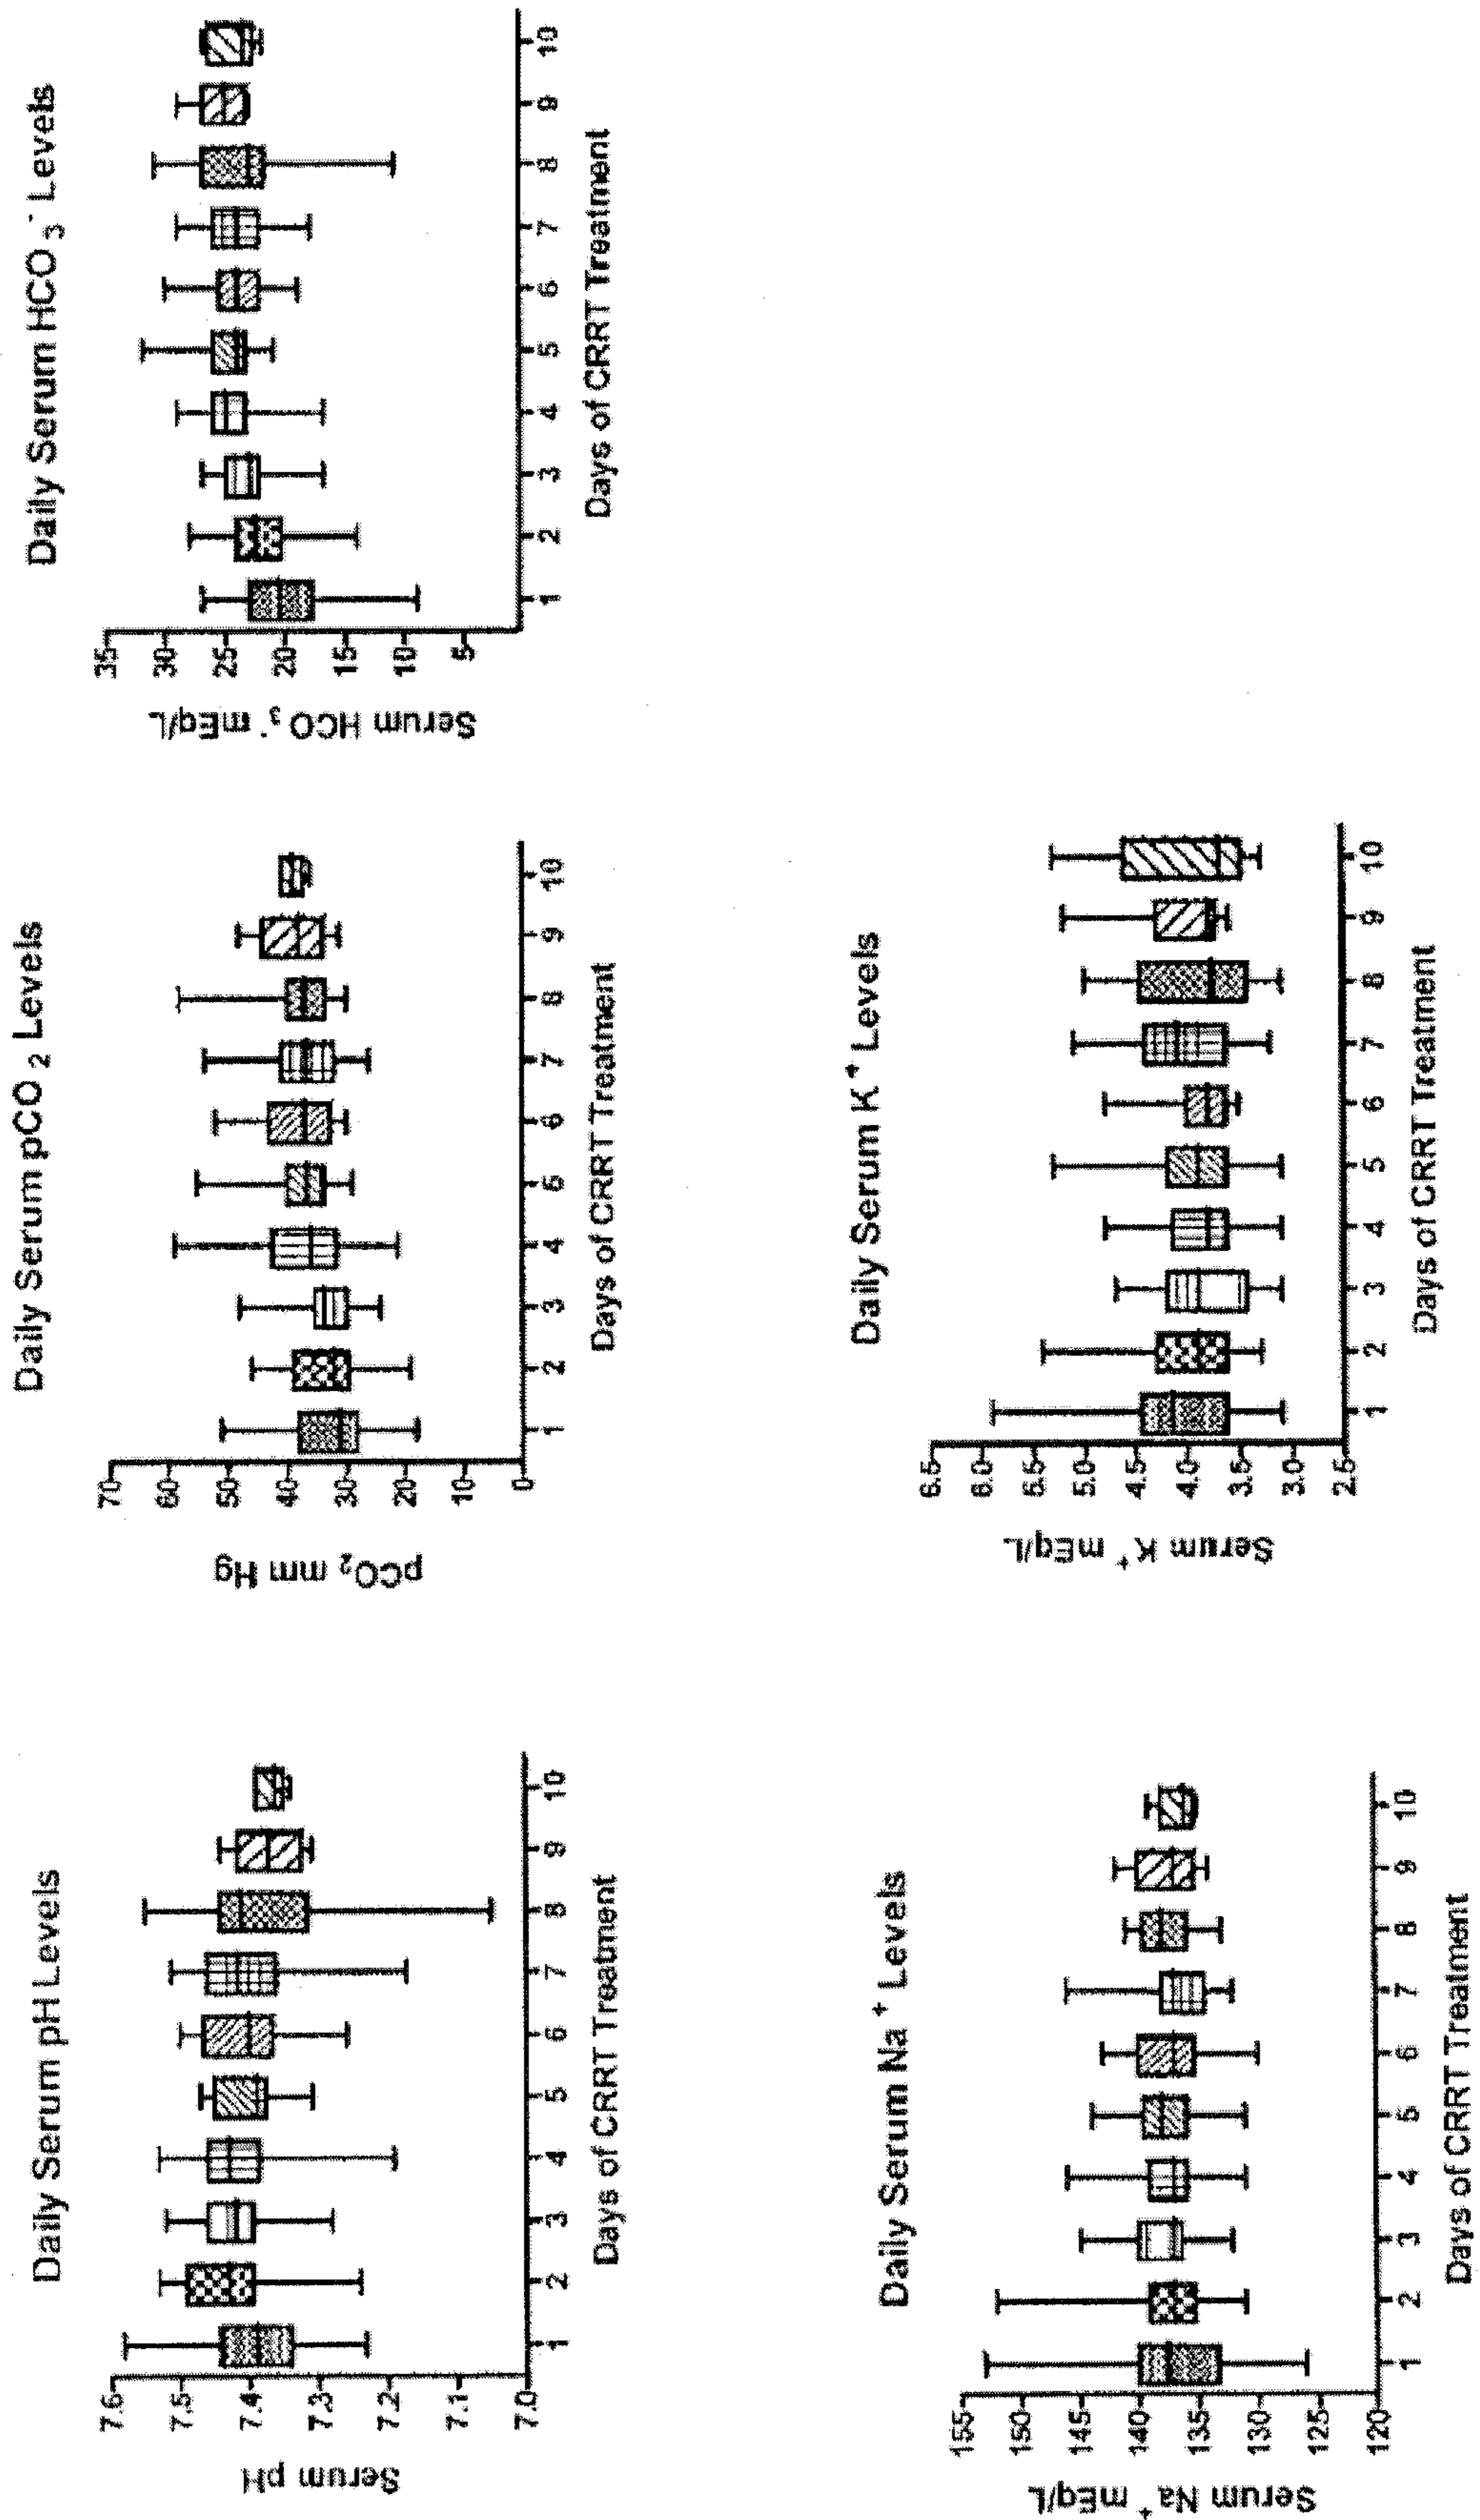 Daily Serum pH Levels
Serum pH
7.6
7.5
7.4
7.3
7.2
7.1
7.0
1 2 3 4 5 6 7 8 9 10
Days of CRRT Treatment
Daily Serum pCO2 Levels
pCO2 mm Hg
70
60
50
40
30
20
10
0
1 2 3 4 5 6 7 8 9 10
Days of CRRT Treatment
Daily Serum HCO3- Levels
Serum HCO3- mEq/L
35
30
25
20
15
10
5
1 2 3 4 5 6 7 8 9 10
Days of CRRT Treatment
Daily Serum Na+ Levels
Serum Na+ mEq/L
155
150
145
140
135
130
125
120
1 2 3 4 5 6 7 8 9 10
Days of CRRT Treatment
Daily Serum K+ Levels
Serum K+ mEq/L
6.5
6.0
5.5
5.0
4.5
4.0
3.5
3.0
2.5
1 2 3 4 5 6 7 8 9 10
Days of CRRT Treatment